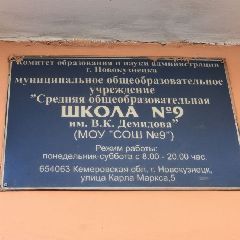 Комитет образования и науки администрации
г. Новокузнецка
муниципальное общеобразовательное
учреждение
"Средняя общеобразовательная
ШКОЛА №9
им. В.К. Демидова"
(МОУ "СОШ №9")
Режим работы:
понедельник-суббота с 8.00 - 20.00 час.
654063 Кемеровская обл, г. Новокузнецк,
улица Карла Маркса,5